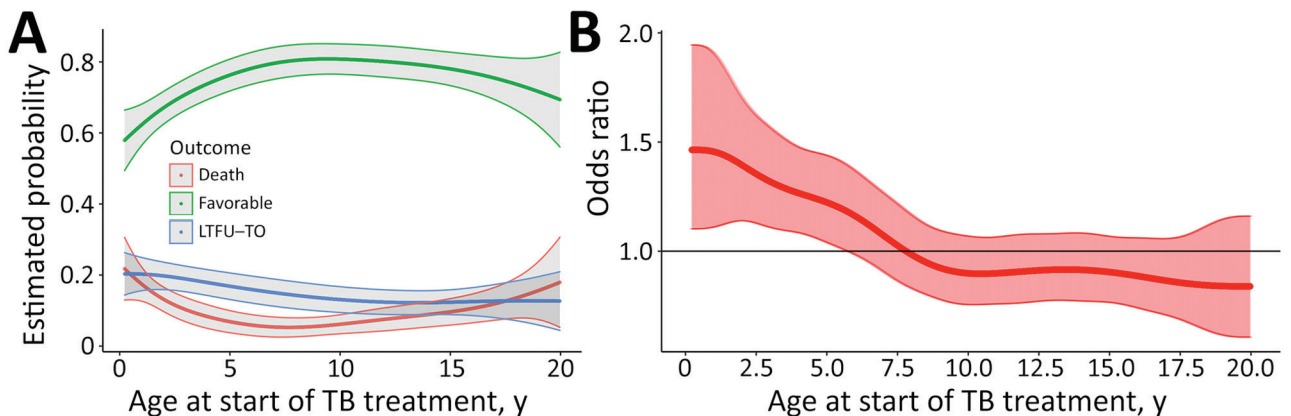 A
Estimated probability
0.8
0.6
0.4
0.2
0
Outcome
Death
Favorable
LTFU–TO
0 5 10 15 20
Age at start of TB treatment, y
B
Odds ratio
2.0
1.5
1.0
0 2.5 5.0 7.5 10.0 12.5 15.0 17.5 20.0
Age at start of TB treatment, y